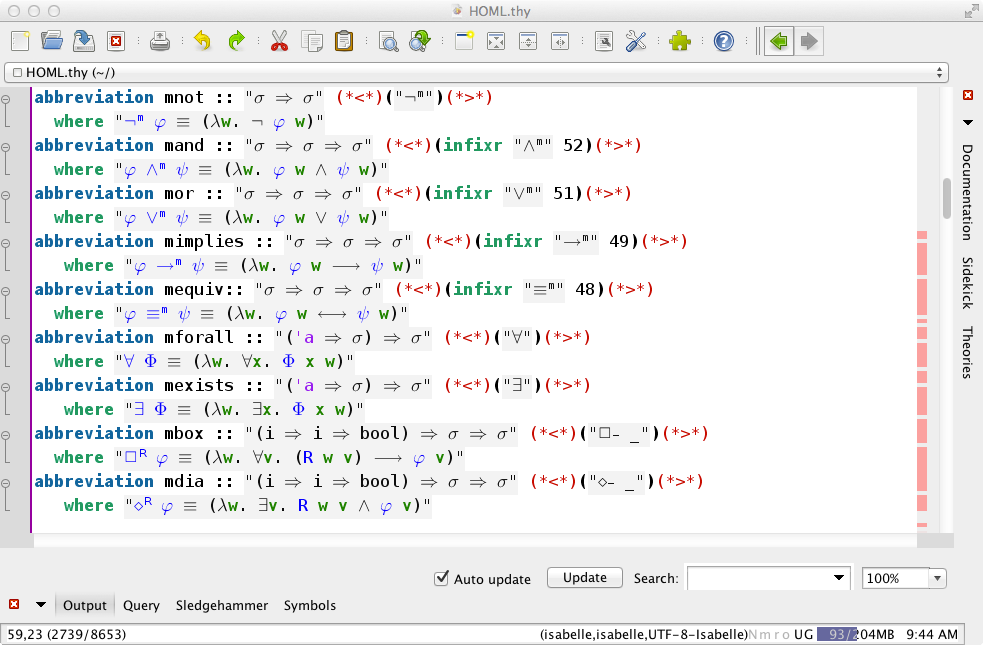 HOML.thy
HOML.thy (~/)
abbreviation mnot :: "σ ⇒ σ" (*<*)("¬ᵐ")(*>*)
where "¬ᵐ φ ≡ (λw. ¬ φ w)"
abbreviation mand :: "σ ⇒ σ ⇒ σ" (*<*)(infixr "∧ᵐ" 52)(*>*)
where "φ ∧ᵐ ψ ≡ (λw. φ w ∧ ψ w)"
abbreviation mor :: "σ ⇒ σ ⇒ σ" (*<*)(infixr "∨ᵐ" 51)(*>*)
where "φ ∨ᵐ ψ ≡ (λw. φ w ∨ ψ w)"
abbreviation mimplies :: "σ ⇒ σ ⇒ σ" (*<*)(infixr "→ᵐ" 49)(*>*)
where "φ →ᵐ ψ ≡ (λw. φ w ⟶ ψ w)"
abbreviation mequiv:: "σ ⇒ σ ⇒ σ" (*<*)(infixr "≡ᵐ" 48)(*>*)
where "φ ≡ᵐ ψ ≡ (λw. φ w ⟷ ψ w)"
abbreviation mforall :: "('a ⇒ σ) ⇒ σ" (*<*)("∀")(*>*)
where "∀ Φ ≡ (λw. ∀x. Φ x w)"
abbreviation mexists :: "('a ⇒ σ) ⇒ σ" (*<*)("∃")(*>*)
where "∃ Φ ≡ (λw. ∃x. Φ x w)"
abbreviation mbox :: "(i ⇒ i ⇒ bool) ⇒ σ ⇒ σ" (*<*)("□– _")(*>*)
where "□ᴿ φ ≡ (λw. ∀v. (R w v) ⟶ φ v)"
abbreviation mdia :: "(i ⇒ i ⇒ bool) ⇒ σ ⇒ σ" (*<*)("◇– _")(*>*)
where "◇ᴿ φ ≡ (λw. ∃v. R w v ∧ φ v)"
Documentation
Sidekick
Theories
Auto update Update Search: 100%
Output Query Sledgehammer Symbols
59,23 (2739/8653) (isabelle,isabelle,UTF-8-Isabelle)N m r o UG 93/204MB 9:44 AM